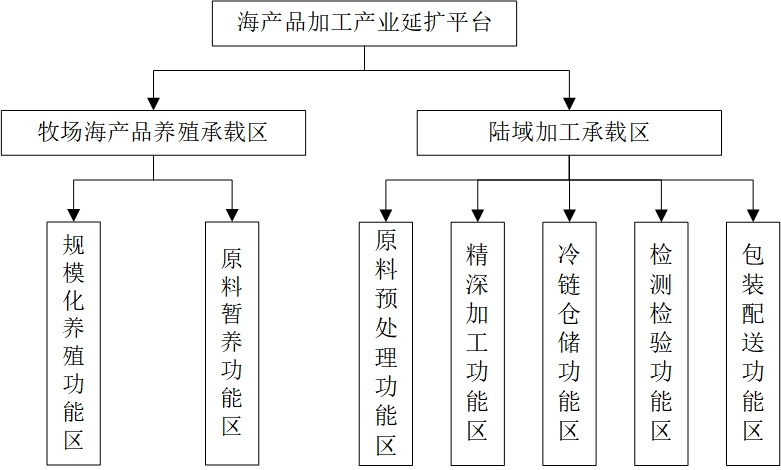 海产品加工产业延扩平台
牧场海产品养殖承载区
陆域加工承载区
规模化养殖功能区
原料暂养功能区
原料预处理功能区
精深加工功能区
冷链仓储功能区
检测检验功能区
包装配送功能区